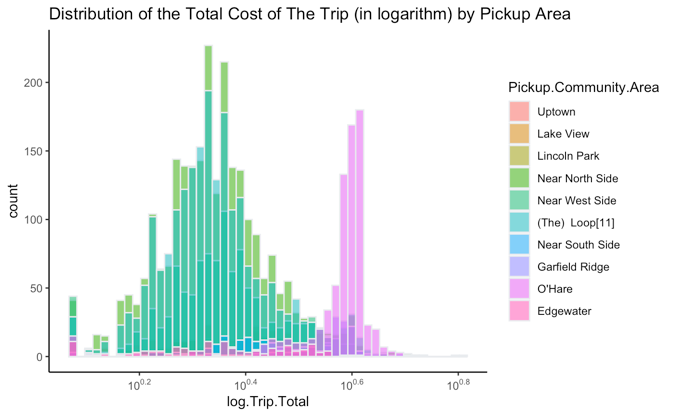 Distribution of the Total Cost of The Trip (in logarithm) by Pickup Area
count
200
150
100
50
0
10^0.2
10^0.4
10^0.6
10^0.8
log.Trip.Total
Pickup.Community.Area
Uptown
Lake View
Lincoln Park
Near North Side
Near West Side
(The)  Loop[11]
Near South Side
Garfield Ridge
O'Hare
Edgewater